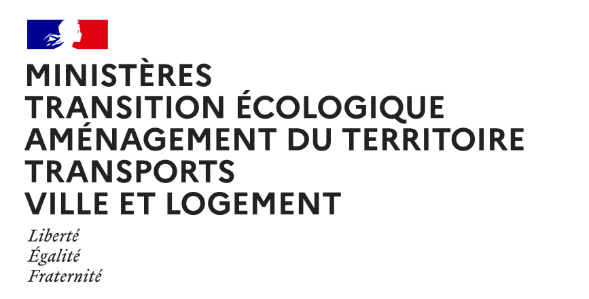 MINISTÈRES
TRANSITION ÉCOLOGIQUE
AMÉNAGEMENT DU TERRITOIRE
TRANSPORTS
VILLE ET LOGEMENT
Liberté
Égalité
Fraternité